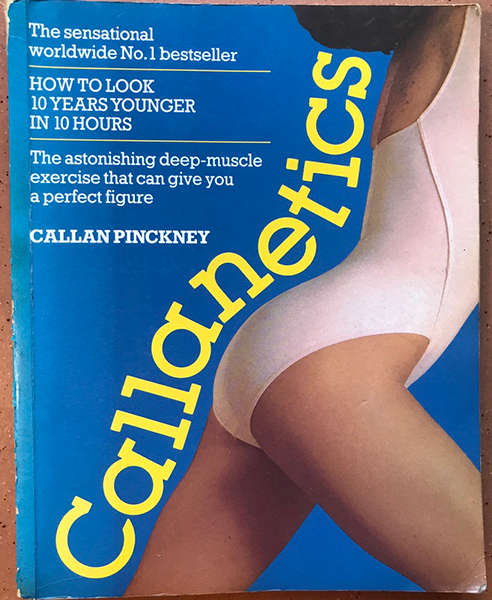 The sensational
worldwide No.1 bestseller
HOW TO LOOK
10 YEARS YOUNGER
IN 10 HOURS
The astonishing deep-muscle
exercise that can give you
a perfect figure
CALLAN PINCKNEY
Callanetics